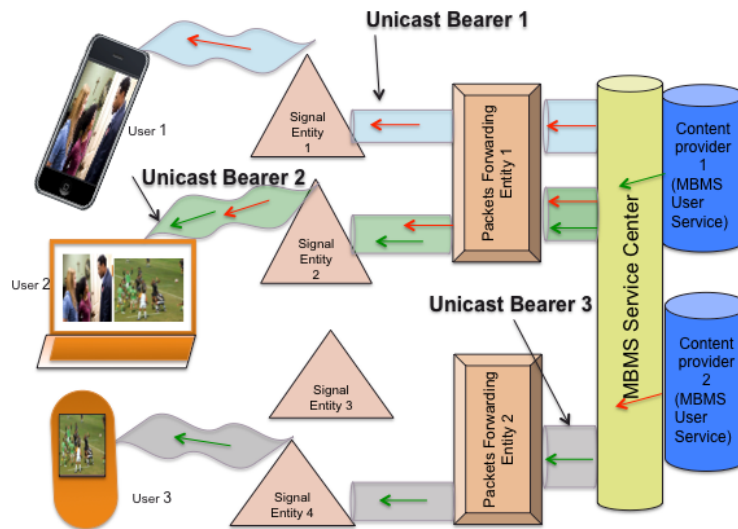 Unicast Bearer 1
User 1
Signal
Entity
1
Packets Forwarding
Entity 1
MBMS Service Center
Content
provider
1
(MBMS
User
Service)
Unicast Bearer 2
Signal
Entity
2
User 2
Unicast Bearer 3
Signal
Entity 3
Packets Forwarding
Entity 2
Content
provider
2
(MBMS
User
Service)
User 3
Signal
Entity 4